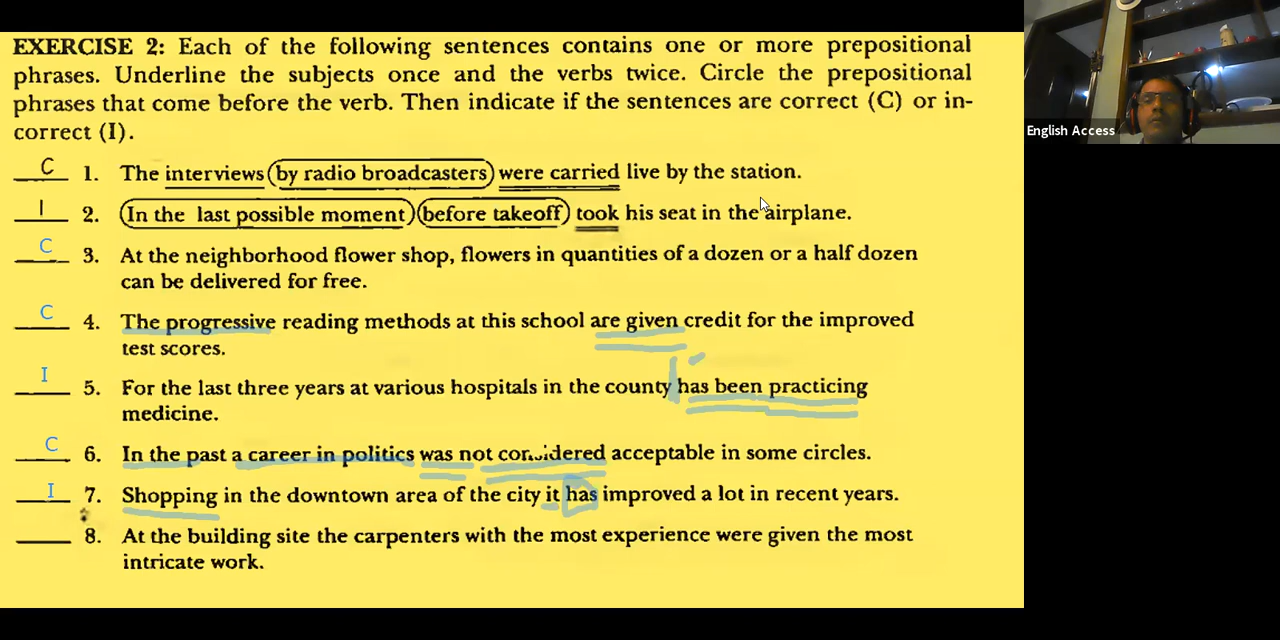 EXERCISE 2: Each of the following sentences contains one or more prepositional
phrases. Underline the subjects once and the verbs twice. Circle the prepositional
phrases that come before the verb. Then indicate if the sentences are correct (C) or in-
correct (I).
English Access
C 1. The interviews by radio broadcasters were carried live by the station.
I 2. In the last possible moment before takeoff took his seat in the airplane.
C 3. At the neighborhood flower shop, flowers in quantities of a dozen or a half dozen
can be delivered for free.
C 4. The progressive reading methods at this school are given credit for the improved
test scores.
I 5. For the last three years at various hospitals in the county has been practicing
medicine.
C 6. In the past a career in politics was not considered acceptable in some circles.
I 7. Shopping in the downtown area of the city it has improved a lot in recent years.
8. At the building site the carpenters with the most experience were given the most
intricate work.